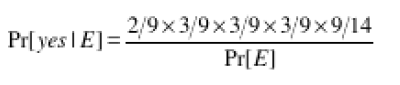 Pr[yes | E] = 2/9 × 3/9 × 3/9 × 3/9 × 9/14 / Pr[E]